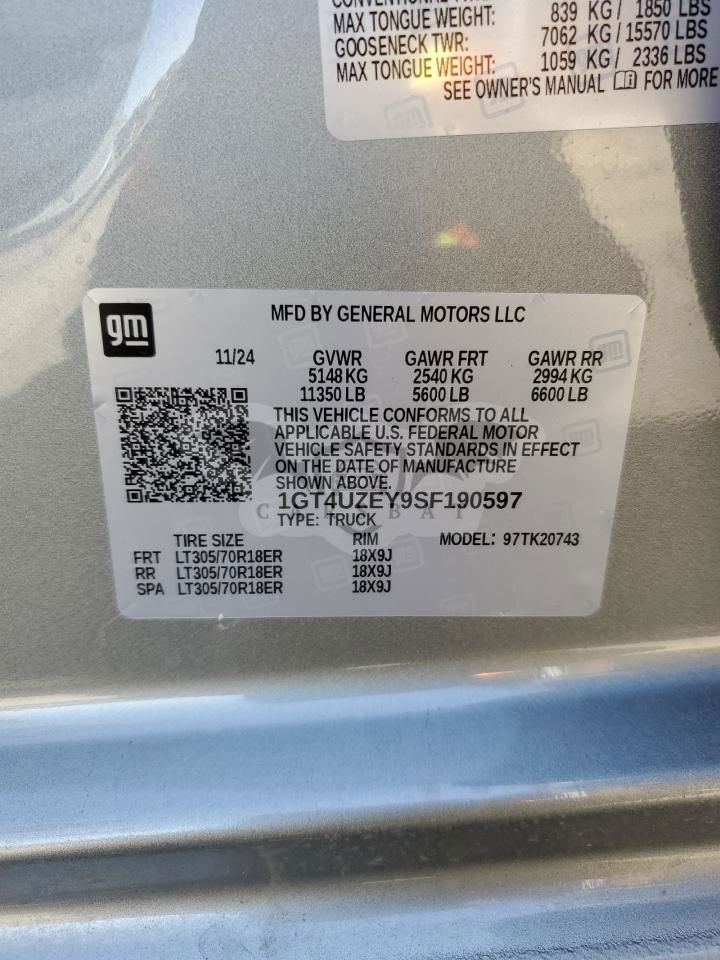 MAX TONGUE WEIGHT: 839 KG / 1850 LBS
GOOSENECK TWR: 7062 KG / 15570 LBS
MAX TONGUE WEIGHT: 1059 KG / 2336 LBS
SEE OWNER'S MANUAL FOR MORE
gm
MFD BY GENERAL MOTORS LLC
11/24 GVWR GAWR FRT GAWR RR
5148 KG 2540 KG 2994 KG
11350 LB 5600 LB 6600 LB
THIS VEHICLE CONFORMS TO ALL
APPLICABLE U.S. FEDERAL MOTOR
VEHICLE SAFETY STANDARDS IN EFFECT
ON THE DATE OF MANUFACTURE
SHOWN ABOVE.
1GT4UZEY9SF190597
TYPE: TRUCK
TIRE SIZE RIM MODEL: 97TK20743
FRT LT305/70R18ER 18X9J
RR LT305/70R18ER 18X9J
SPA LT305/70R18ER 18X9J